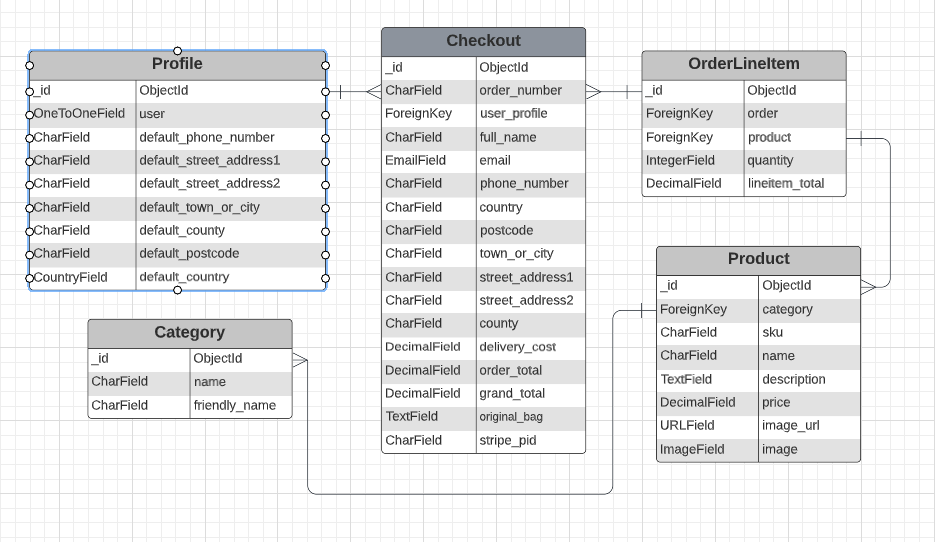 Profile
_id ObjectId
OneToOneField user
CharField default_phone_number
CharField default_street_address1
CharField default_street_address2
CharField default_town_or_city
CharField default_county
CharField default_postcode
CountryField default_country
Category
_id ObjectId
CharField name
CharField friendly_name
Checkout
_id ObjectId
CharField order_number
ForeignKey user_profile
CharField full_name
EmailField email
CharField phone_number
CharField country
CharField postcode
CharField town_or_city
CharField street_address1
CharField street_address2
CharField county
DecimalField delivery_cost
DecimalField order_total
DecimalField grand_total
TextField original_bag
CharField stripe_pid
OrderLineItem
_id ObjectId
ForeignKey order
ForeignKey product
IntegerField quantity
DecimalField lineitem_total
Product
_id ObjectId
ForeignKey category
CharField sku
CharField name
TextField description
DecimalField price
URLField image_url
ImageField image